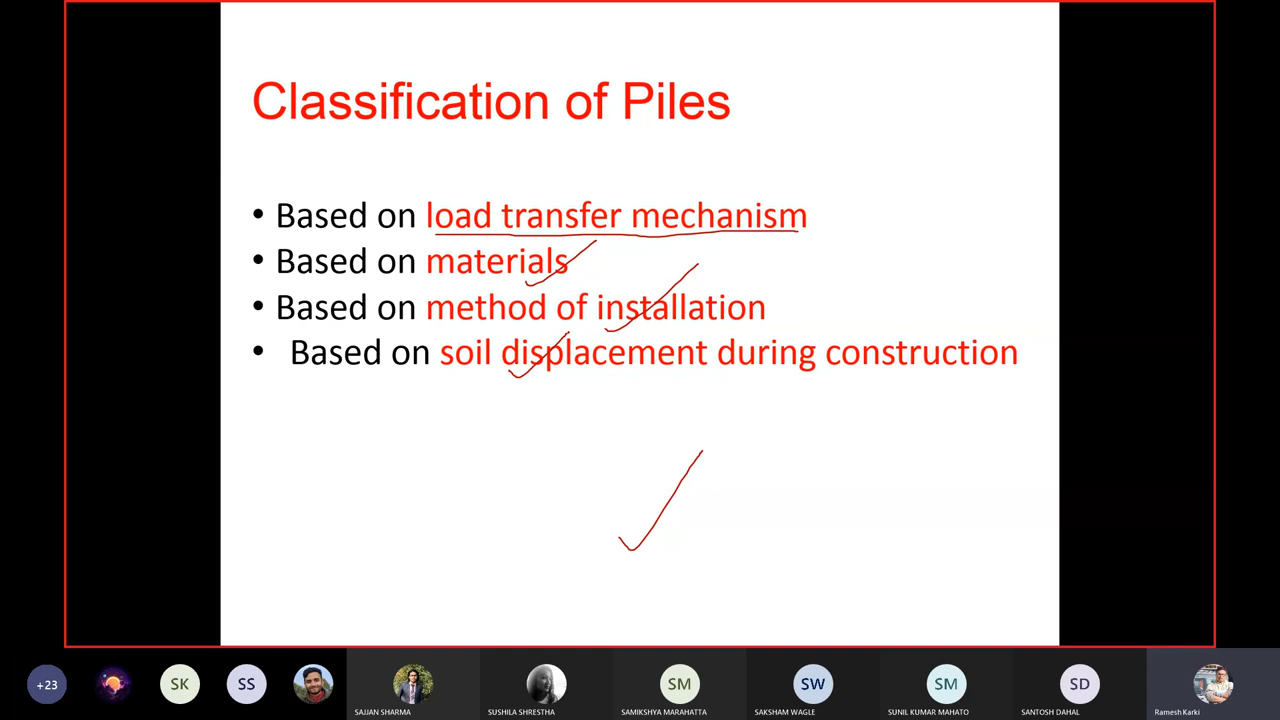 Classification of Piles
• Based on load transfer mechanism
• Based on materials
• Based on method of installation
• Based on soil displacement during construction
+23
SK
SS
SM
SW
SM
SD
SAJJAN SHARMA
SUSHILA SHRESTHA
SAMIKSHYA MARAHATTA
SAKSHAM WAGLE
SUNIL KUMAR MAHATO
SANTOSH DAHAL
Ramesh Karki